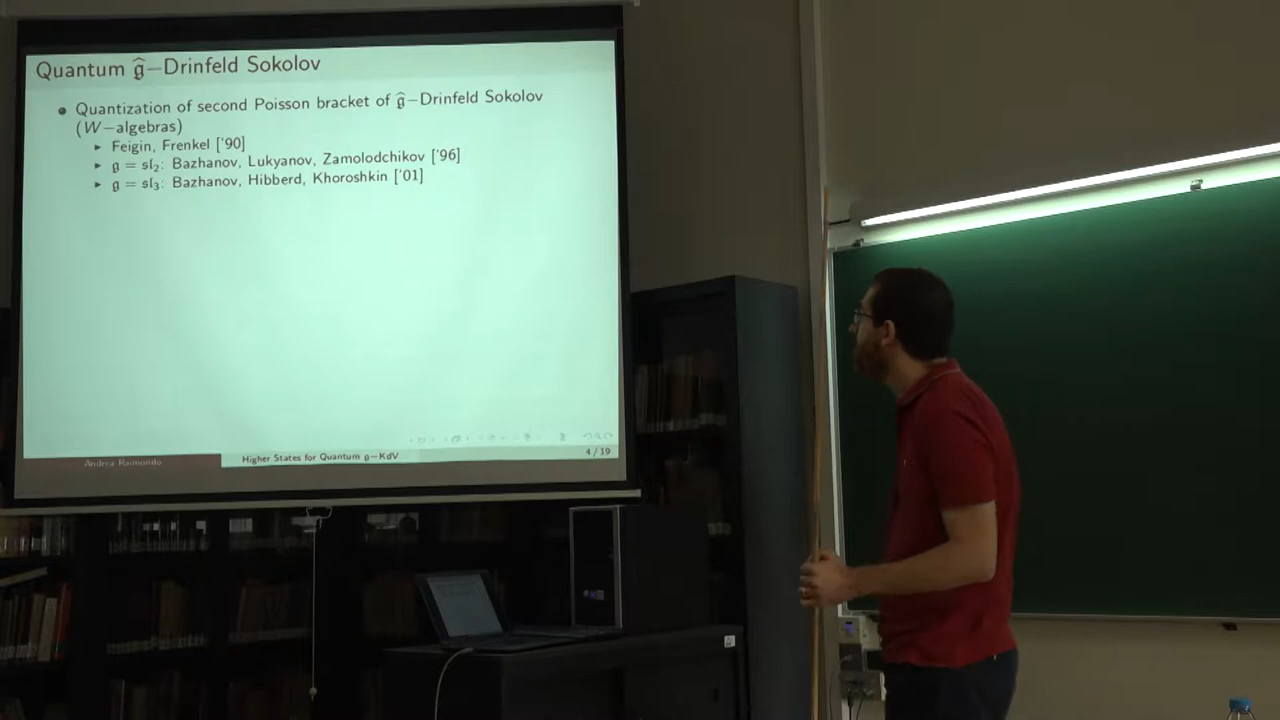 Quantum ĝ−Drinfeld Sokolov
• Quantization of second Poisson bracket of ĝ−Drinfeld Sokolov
(W−algebras)
► Feigin, Frenkel ['90]
► 𝔤 = 𝔰𝔩₂: Bazhanov, Lukyanov, Zamolodchikov ['96]
► 𝔤 = 𝔰𝔩₃: Bazhanov, Hibberd, Khoroshkin ['01]
Andrea Raimondo
Higher States for Quantum 𝔤−KdV
4 / 19